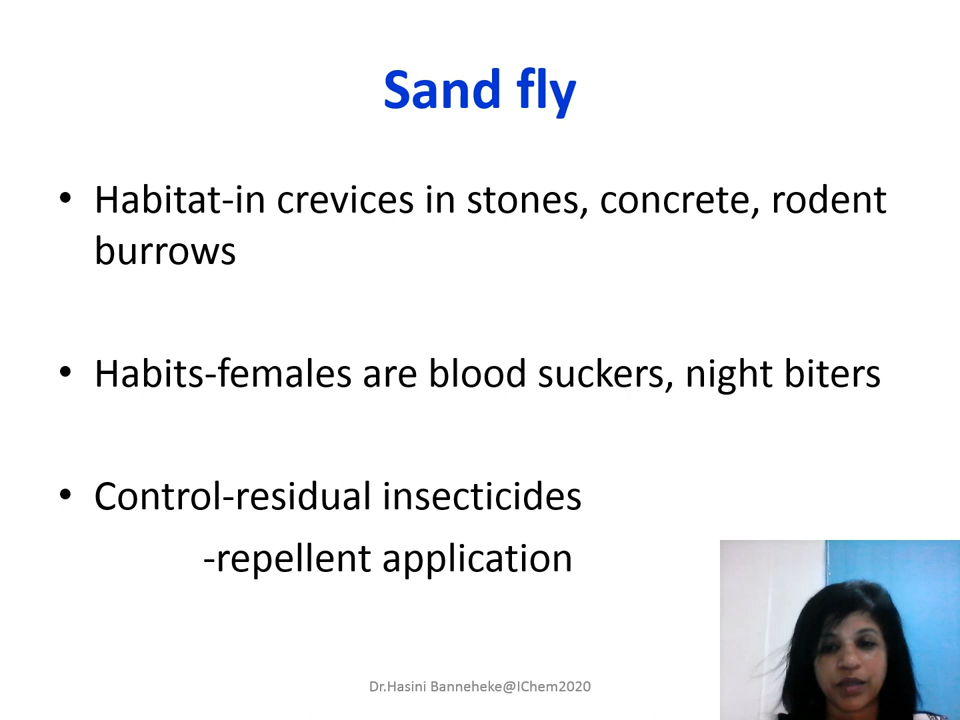 Sand fly
• Habitat-in crevices in stones, concrete, rodent
burrows
• Habits-females are blood suckers, night biters
• Control-residual insecticides
-repellent application
Dr.Hasini Banneheke@IChem2020